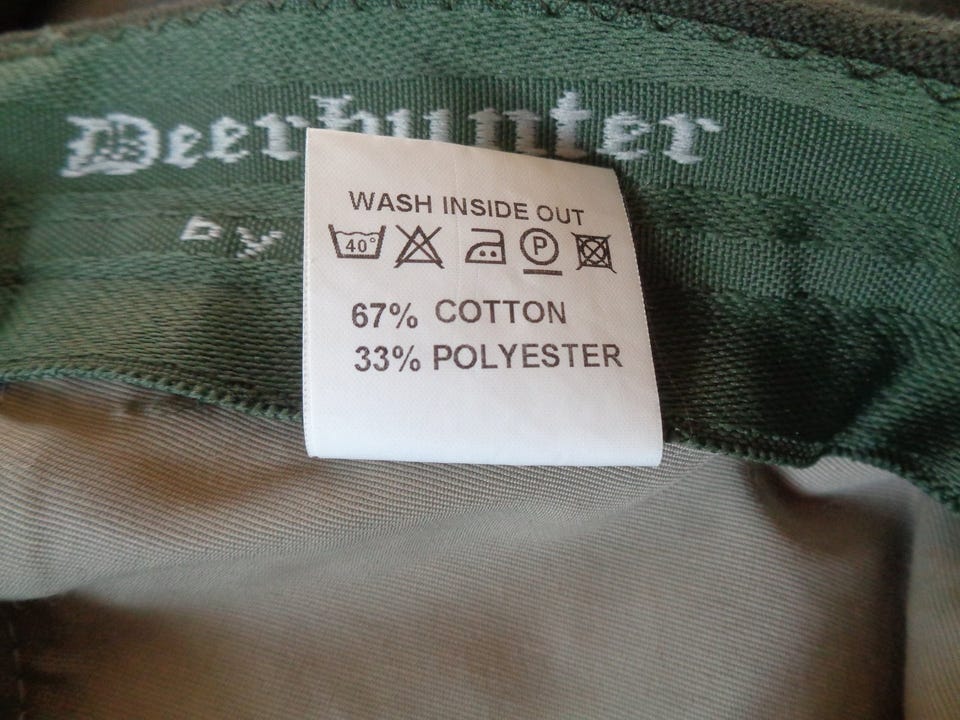 Deerhunter
WASH INSIDE OUT
40° P
67% COTTON
33% POLYESTER